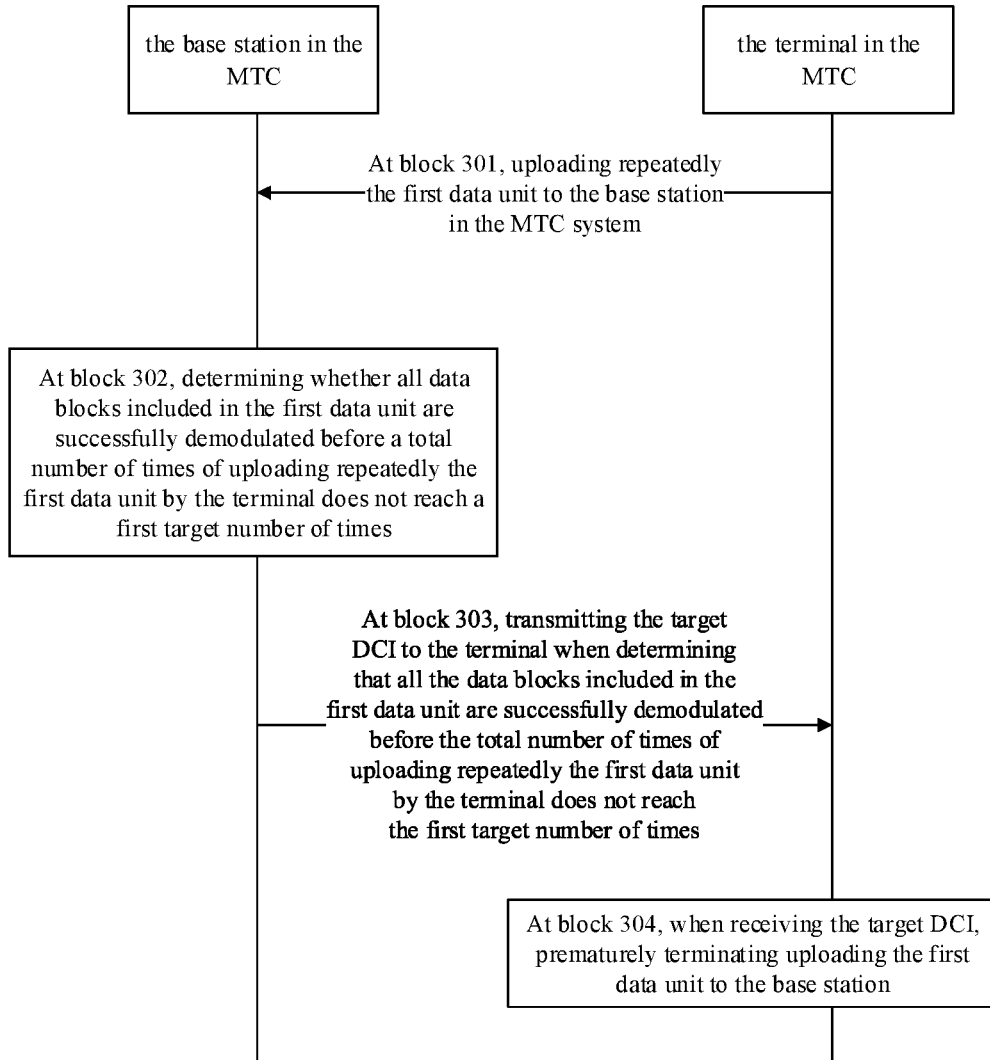 the base station in the
MTC
the terminal in the
MTC
At block 301, uploading repeatedly
the first data unit to the base station
in the MTC system
At block 302, determining whether all data
blocks included in the first data unit are
successfully demodulated before a total
number of times of uploading repeatedly the
first data unit by the terminal does not reach a
first target number of times
At block 303, transmitting the target
DCI to the terminal when determining
that all the data blocks included in the
first data unit are successfully demodulated
before the total number of times of
uploading repeatedly the first data unit
by the terminal does not reach
the first target number of times
At block 304, when receiving the target DCI,
prematurely terminating uploading the first
data unit to the base station